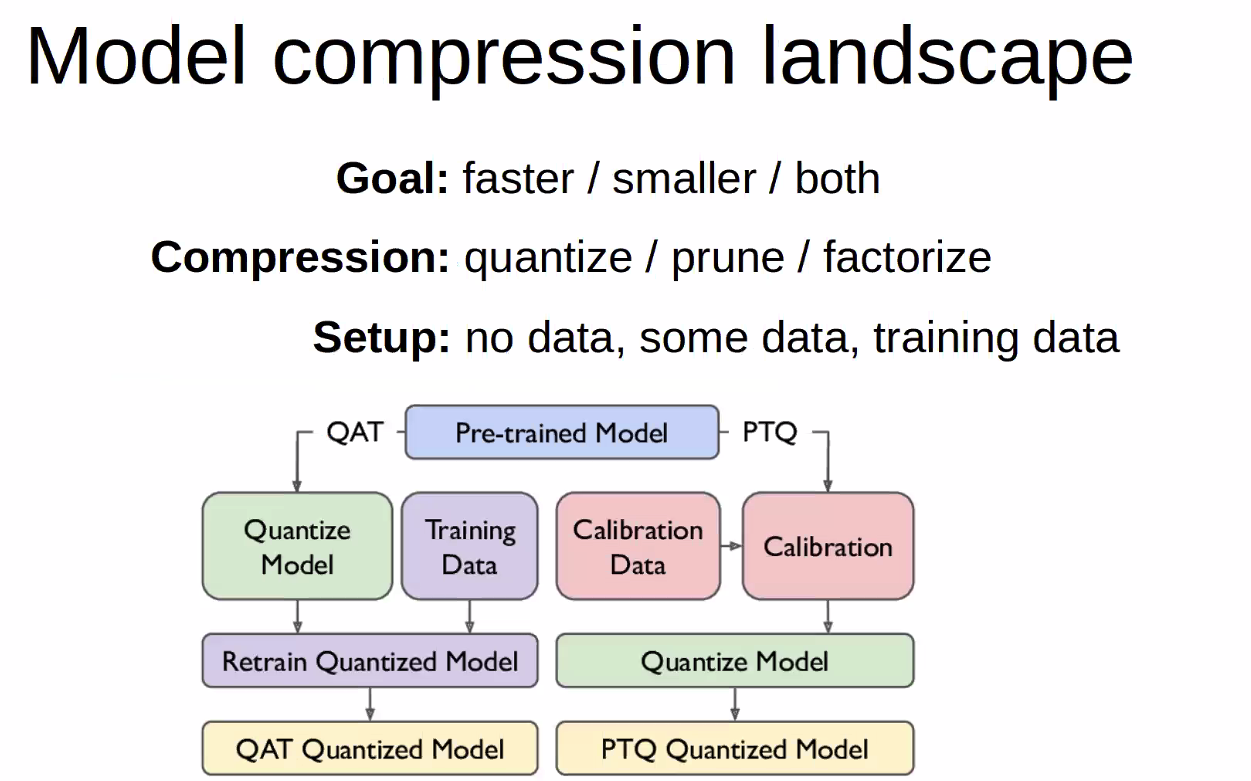 Model compression landscape
Goal: faster / smaller / both
Compression: quantize / prune / factorize
Setup: no data, some data, training data
QAT
Pre-trained Model
PTQ
Quantize
Model
Training
Data
Calibration
Data
Calibration
Retrain Quantized Model
Quantize Model
QAT Quantized Model
PTQ Quantized Model